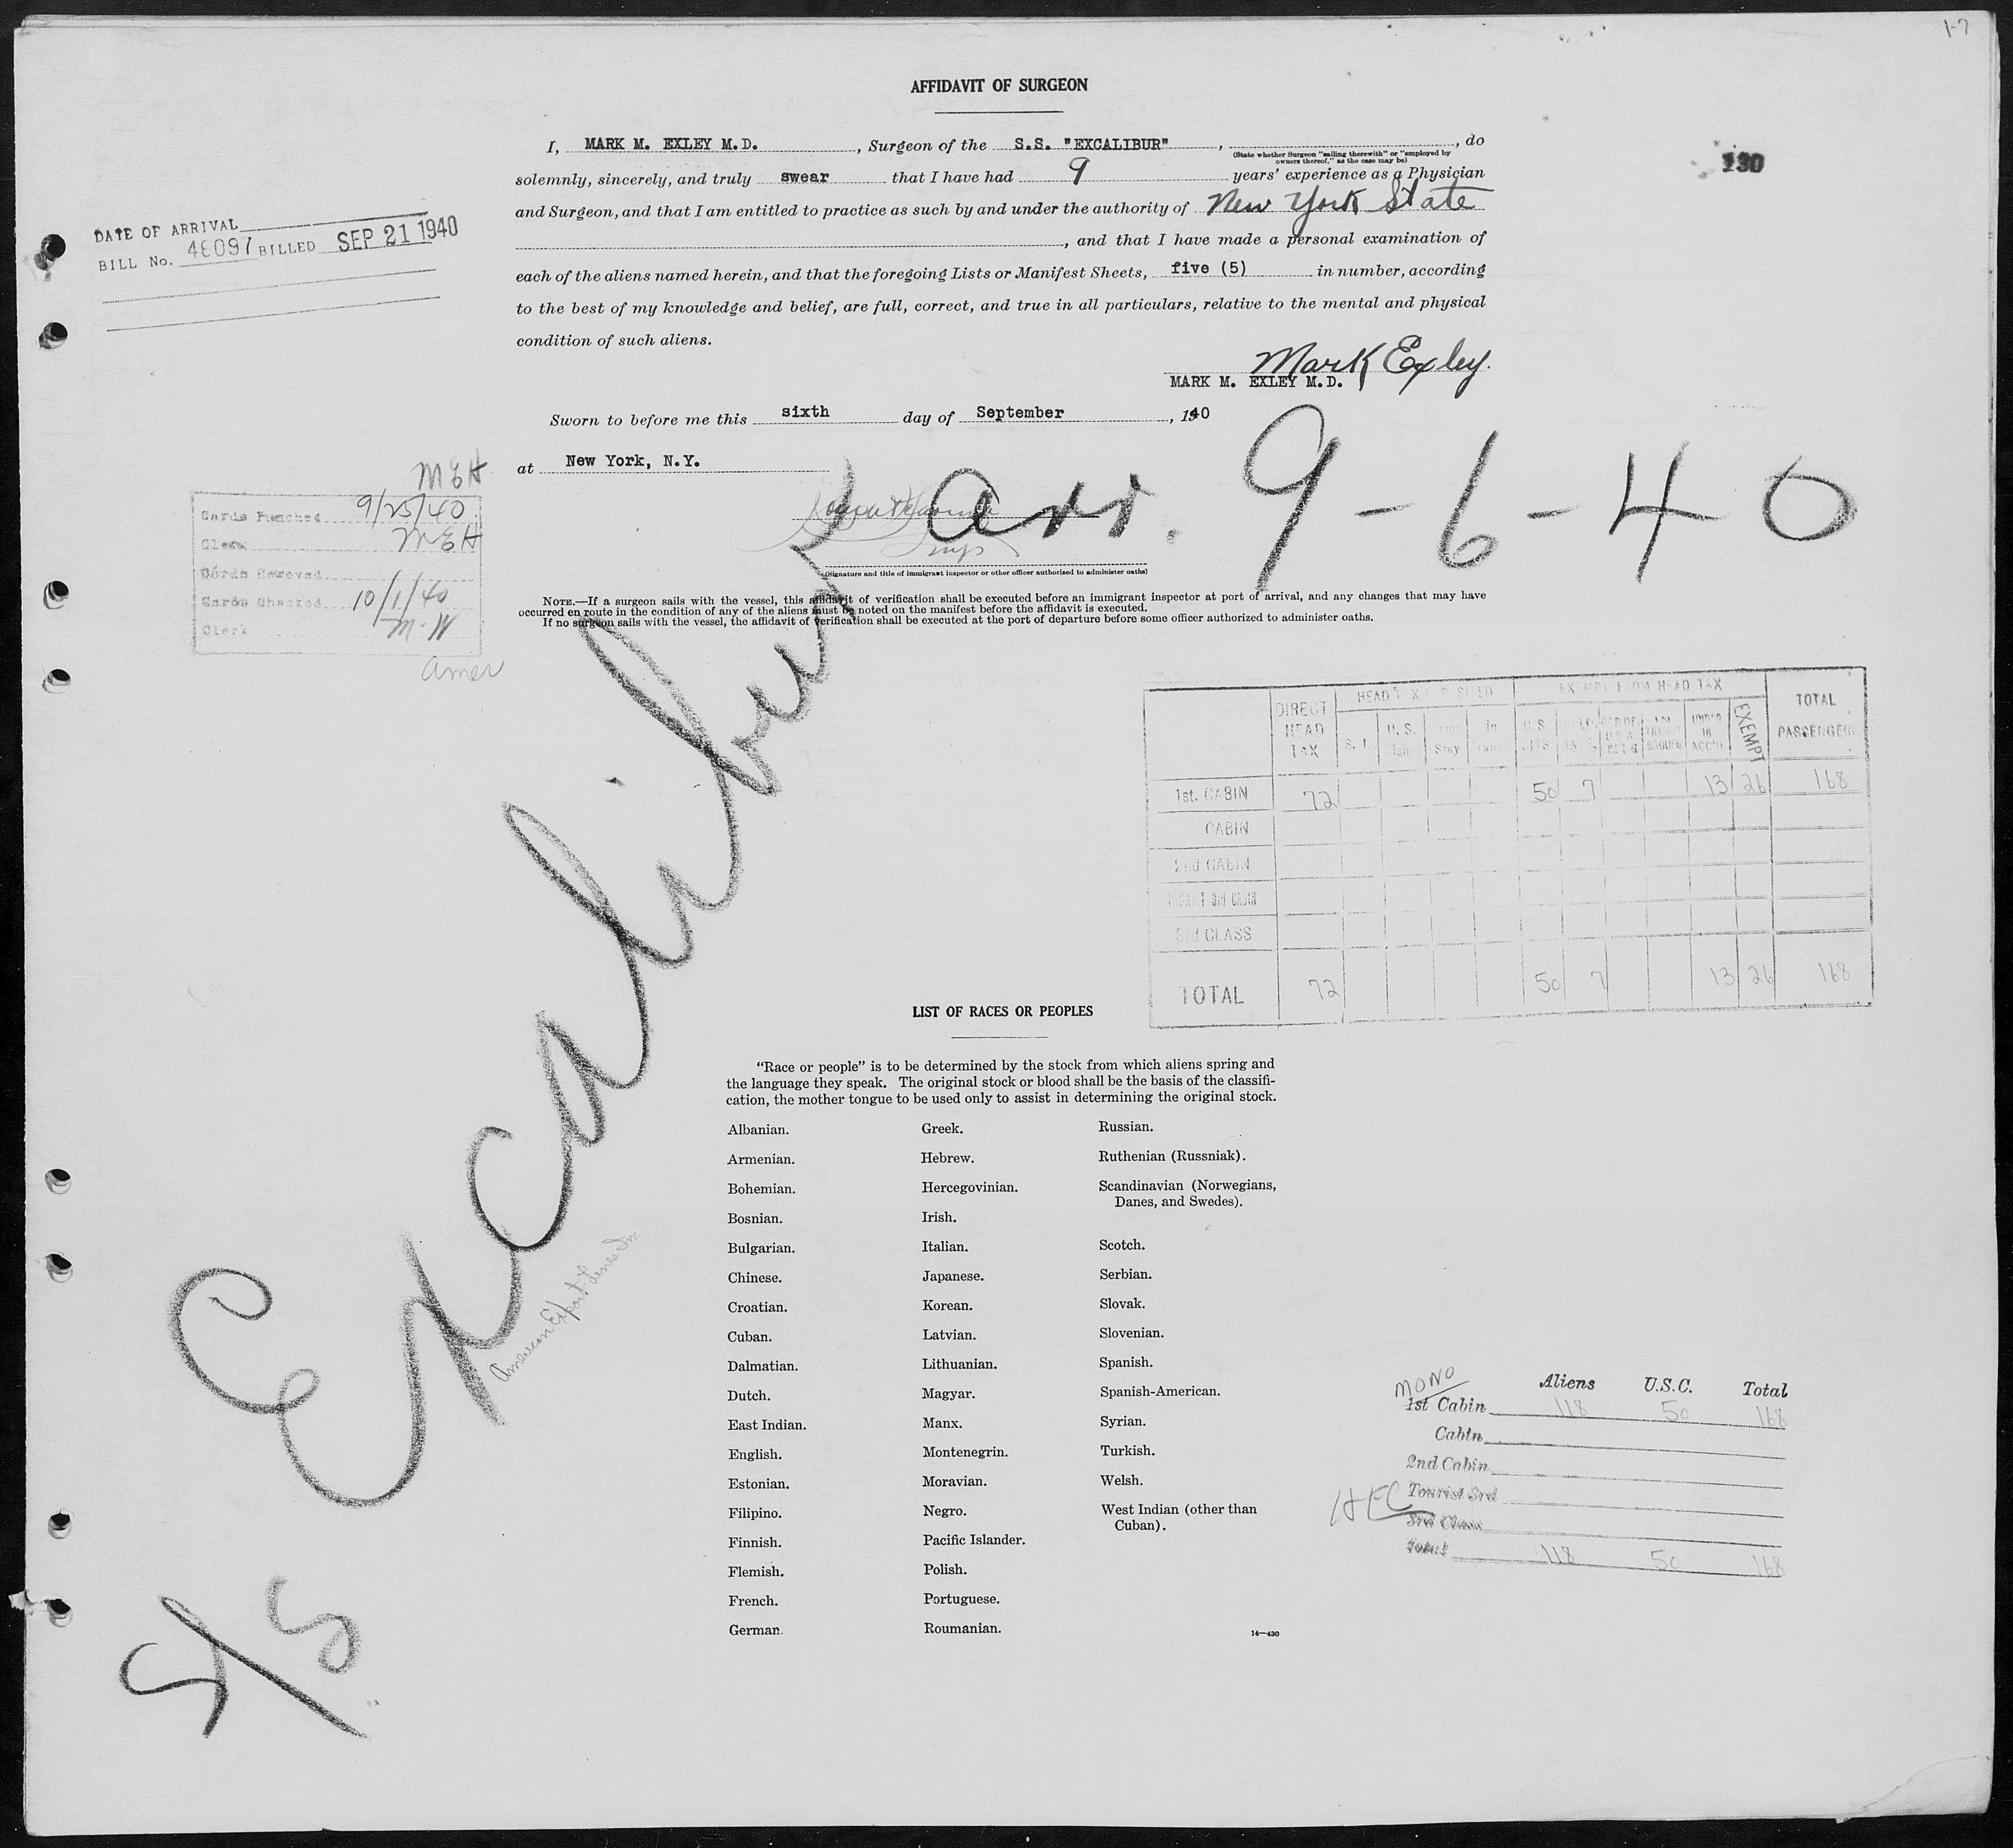 1-7
AFFIDAVIT OF SURGEON
I, MARK M. EXLEY M.D., Surgeon of the S.S. "EXCALIBUR", , do
(State whether Surgeon "sailing therewith" or "employed by
owners thereof," as the case may be)
130
solemnly, sincerely, and truly swear that I have had 9 years' experience as a Physician
and Surgeon, and that I am entitled to practice as such by and under the authority of New York State
, and that I have made a personal examination of
each of the aliens named herein, and that the foregoing Lists or Manifest Sheets, five (5) in number, according
to the best of my knowledge and belief, are full, correct, and true in all particulars, relative to the mental and physical
condition of such aliens.
DATE OF ARRIVAL
BILL No. 48097 BILLED SEP 21 1940
Mark Exley.
MARK M. EXLEY M.D.
Sworn to before me this sixth day of September, 1940
at New York, N.Y.
arr. 9-6-40
Insp
(Signature and title of immigrant inspector or other officer authorized to administer oaths)
MEH
Cards Punched 9/25/40
Clerk MEH
Cards Removed
Cards Checked 10/1/40
Clerk M.W
amer
NOTE.—If a surgeon sails with the vessel, this affidavit of verification shall be executed before an immigrant inspector at port of arrival, and any changes that may have
occurred en route in the condition of any of the aliens must be noted on the manifest before the affidavit is executed.
If no surgeon sails with the vessel, the affidavit of verification shall be executed at the port of departure before some officer authorized to administer oaths.
S/S Excalibur
American Export Lines Inc
DIRECT HEAD TAX EXEMPT FROM HEAD TAX TOTAL PASSENGERS
U.S. CITS UNDER 16 ACC'D EXEMPT
1st. CABIN 72 50 7 13 26 168
CABIN
2nd CABIN
TOURIST 3rd CABIN
3rd CLASS
TOTAL 72 50 7 13 26 168
LIST OF RACES OR PEOPLES
"Race or people" is to be determined by the stock from which aliens spring and
the language they speak. The original stock or blood shall be the basis of the classifi-
cation, the mother tongue to be used only to assist in determining the original stock.
Albanian.
Armenian.
Bohemian.
Bosnian.
Bulgarian.
Chinese.
Croatian.
Cuban.
Dalmatian.
Dutch.
East Indian.
English.
Estonian.
Filipino.
Finnish.
Flemish.
French.
German.
Greek.
Hebrew.
Hercegovinian.
Irish.
Italian.
Japanese.
Korean.
Latvian.
Lithuanian.
Magyar.
Manx.
Montenegrin.
Moravian.
Negro.
Pacific Islander.
Polish.
Portuguese.
Roumanian.
Russian.
Ruthenian (Russniak).
Scandinavian (Norwegians,
Danes, and Swedes).
Scotch.
Serbian.
Slovak.
Slovenian.
Spanish.
Spanish-American.
Syrian.
Turkish.
Welsh.
West Indian (other than
Cuban).
14—430
MONO Aliens U.S.C. Total
1st Cabin 118 50 168
Cabin
2nd Cabin
HEC Tourist 3rd
3rd Class
Total 118 50 168